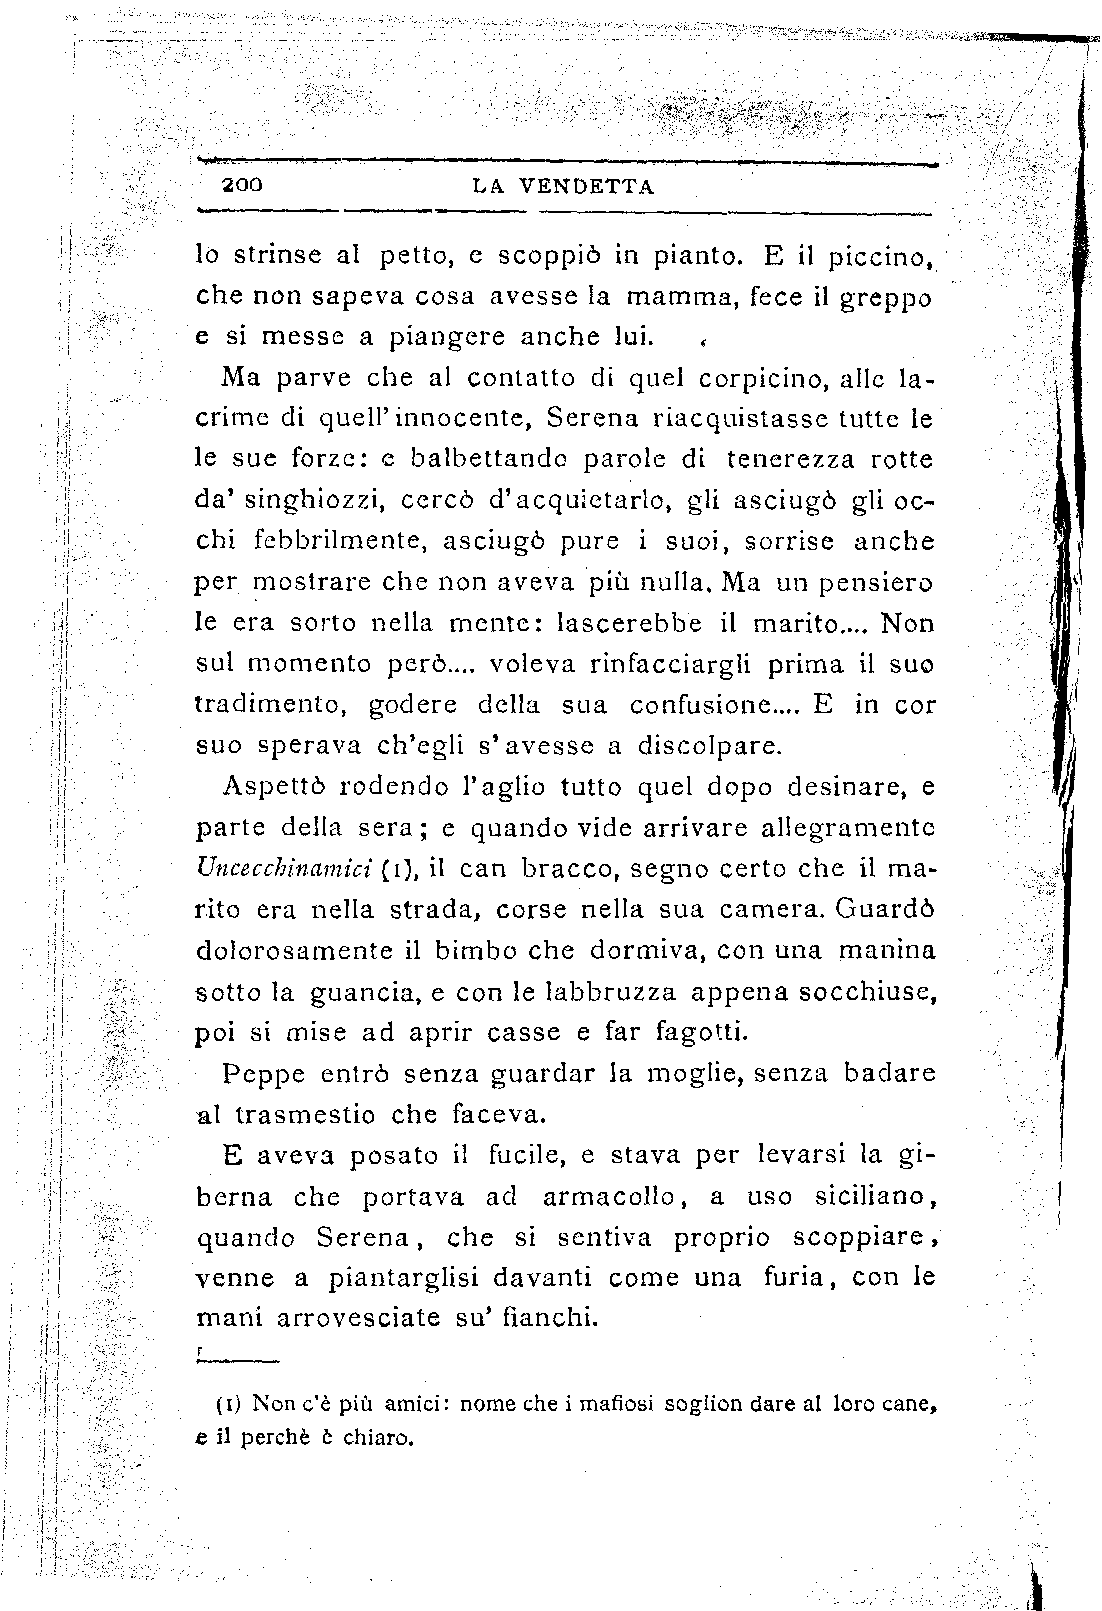 200 LA VENDETTA
lo strinse al petto, e scoppiò in pianto. E il piccino,
che non sapeva cosa avesse la mamma, fece il greppo
e si messe a piangere anche lui.
Ma parve che al contatto di quel corpicino, alle la-
crime di quell'innocente, Serena riacquistasse tutte le
le sue forze: e balbettando parole di tenerezza rotte
da' singhiozzi, cercò d'acquietarlo, gli asciugò gli oc-
chi febbrilmente, asciugò pure i suoi, sorrise anche
per mostrare che non aveva più nulla. Ma un pensiero
le era sorto nella mente: lascerebbe il marito.... Non
sul momento però.... voleva rinfacciargli prima il suo
tradimento, godere della sua confusione.... E in cor
suo sperava ch'egli s'avesse a discolpare.
Aspettò rodendo l'aglio tutto quel dopo desinare, e
parte della sera; e quando vide arrivare allegramente
Uncecchinamici (1), il can bracco, segno certo che il ma-
rito era nella strada, corse nella sua camera. Guardò
dolorosamente il bimbo che dormiva, con una manina
sotto la guancia, e con le labbruzza appena socchiuse,
poi si mise ad aprir casse e far fagotti.
Peppe entrò senza guardar la moglie, senza badare
al trasmestio che faceva.
E aveva posato il fucile, e stava per levarsi la gi-
berna che portava ad armacollo, a uso siciliano,
quando Serena, che si sentiva proprio scoppiare,
venne a piantarglisi davanti come una furia, con le
mani arrovesciate su' fianchi.
(1) Non c'è più amici: nome che i mafiosi soglion dare al loro cane,
e il perchè è chiaro.